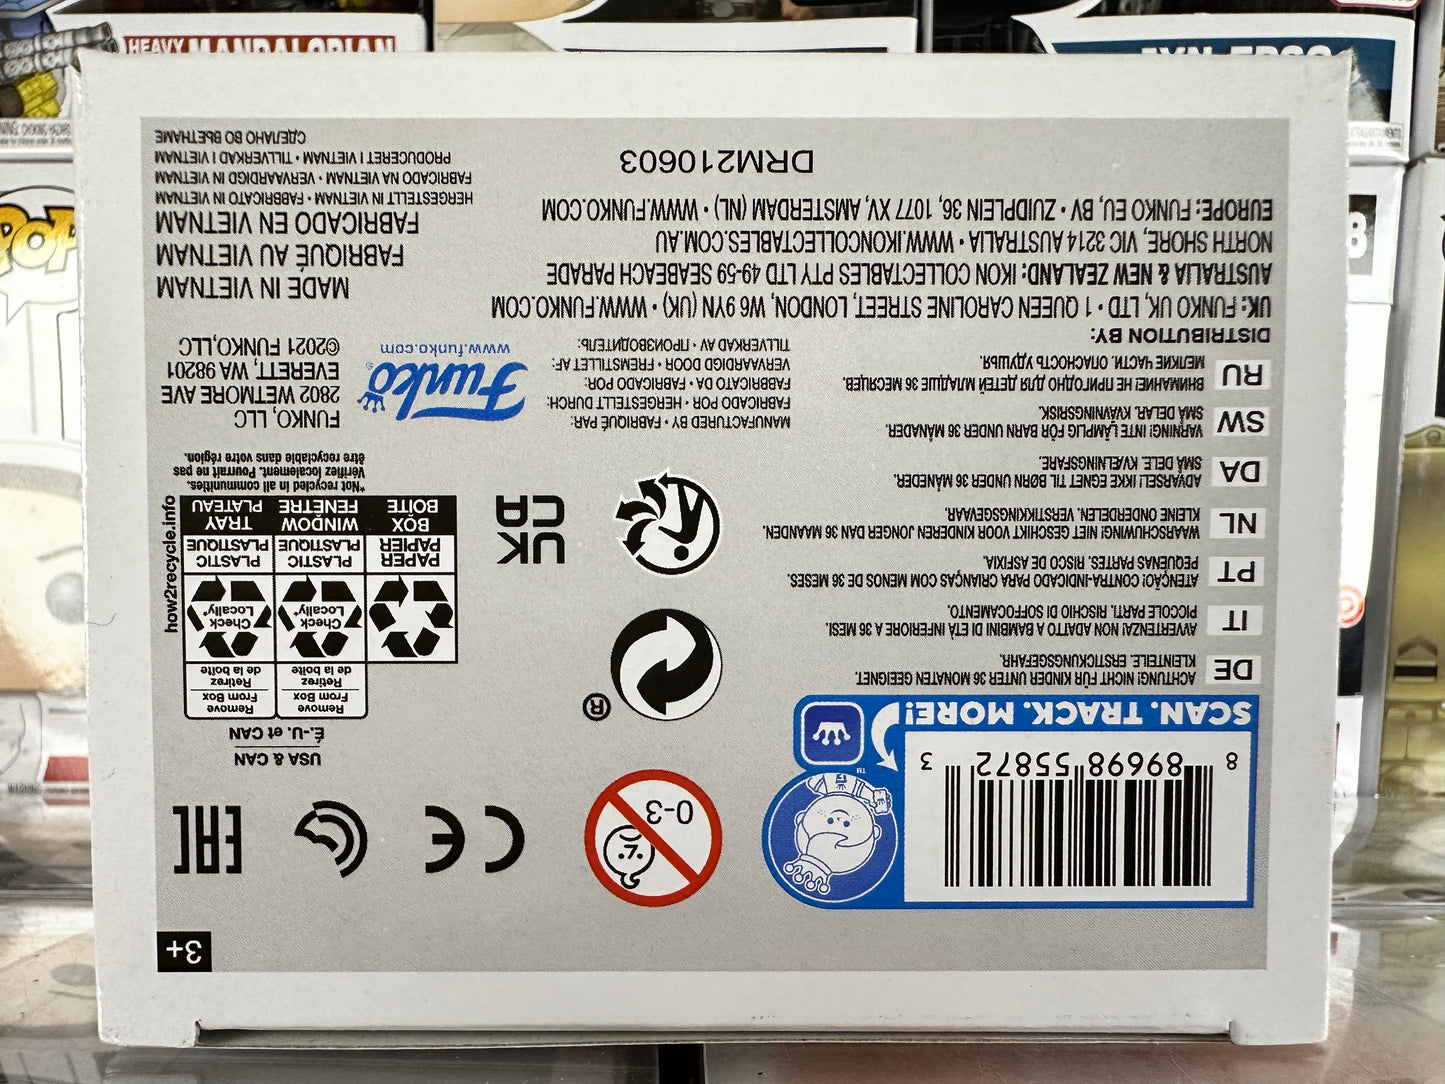 3+
8 89698 55872 3
SCAN. TRACK. MORE!
™
0-3
CE
EAC
USA & CAN
É.-U. et CAN
Remove
From Box
Retirez
de la boîte
Remove
From Box
Retirez
de la boîte
Check
Locally*
Check
Locally*
PAPER
PAPIER
PLASTIC
PLASTIQUE
PLASTIC
PLASTIQUE
BOX
BOÎTE
WINDOW
FENÊTRE
TRAY
PLATEAU
how2recycle.info
*Not recycled in all communities.
Vérifiez localement. Pourrait ne pas
être recyclable dans votre région.
®
UK
CA
DE
ACHTUNG! NICHT FÜR KINDER UNTER 36 MONATEN GEEIGNET.
KLEINTEILE. ERSTICKUNGSGEFAHR.
IT
AVVERTENZA! NON ADATTO A BAMBINI DI ETÀ INFERIORE A 36 MESI.
PICCOLE PARTI. RISCHIO DI SOFFOCAMENTO.
PT
ATENÇÃO! CONTRA-INDICADO PARA CRIANÇAS COM MENOS DE 36 MESES.
PEQUENAS PARTES. RISCO DE ASFIXIA.
NL
WAARSCHUWING! NIET GESCHIKT VOOR KINDEREN JONGER DAN 36 MAANDEN.
KLEINE ONDERDELEN. VERSTIKKINGSGEVAAR.
DA
ADVARSEL! IKKE EGNET TIL BØRN UNDER 36 MÅNEDER.
SMÅ DELE. KVÆLNINGSFARE.
SW
VARNING! INTE LÄMPLIG FÖR BARN UNDER 36 MÅNADER.
SMÅ DELAR. KVÄVNINGSRISK.
RU
ВНИМАНИЕ! НЕ ПРИГОДНО ДЛЯ ДЕТЕЙ МЛАДШЕ 36 МЕСЯЦЕВ.
МЕЛКИЕ ЧАСТИ. ОПАСНОСТЬ УДУШЬЯ.
MANUFACTURED BY • FABRIQUÉ PAR:
FABRICADO POR • HERGESTELLT DURCH:
FABBRICATO DA • FABRICADO POR:
VERVAARDIGD DOOR • FREMSTILLET AF:
TILLVERKAD AV • ПРОИЗВОДИТЕЛЬ:
Funko
www.funko.com
FUNKO, LLC
2802 WETMORE AVE
EVERETT, WA 98201
©2021 FUNKO,LLC
DISTRIBUTION BY:
UK: FUNKO UK, LTD • 1 QUEEN CAROLINE STREET, LONDON, W6 9YN (UK) • WWW.FUNKO.COM
AUSTRALIA & NEW ZEALAND: IKON COLLECTABLES PTY LTD 49-59 SEABEACH PARADE
NORTH SHORE, VIC 3214 AUSTRALIA • WWW.IKONCOLLECTABLES.COM.AU
EUROPE: FUNKO EU, BV • ZUIDPLEIN 36, 1077 XV, AMSTERDAM (NL) • WWW.FUNKO.COM
MADE IN VIETNAM
FABRIQUÉ AU VIETNAM
FABRICADO EN VIETNAM
HERGESTELLT IN VIETNAM • FABBRICATO IN VIETNAM
FABRICADO NA VIETNAM • VERVAARDIGD IN VIETNAM
PRODUCERET I VIETNAM • TILLVERKAD I VIETNAM
СДЕЛАНО ВО ВЬЕТНАМЕ
DRM210603
HEAVY MANDALORIAN
POP
8